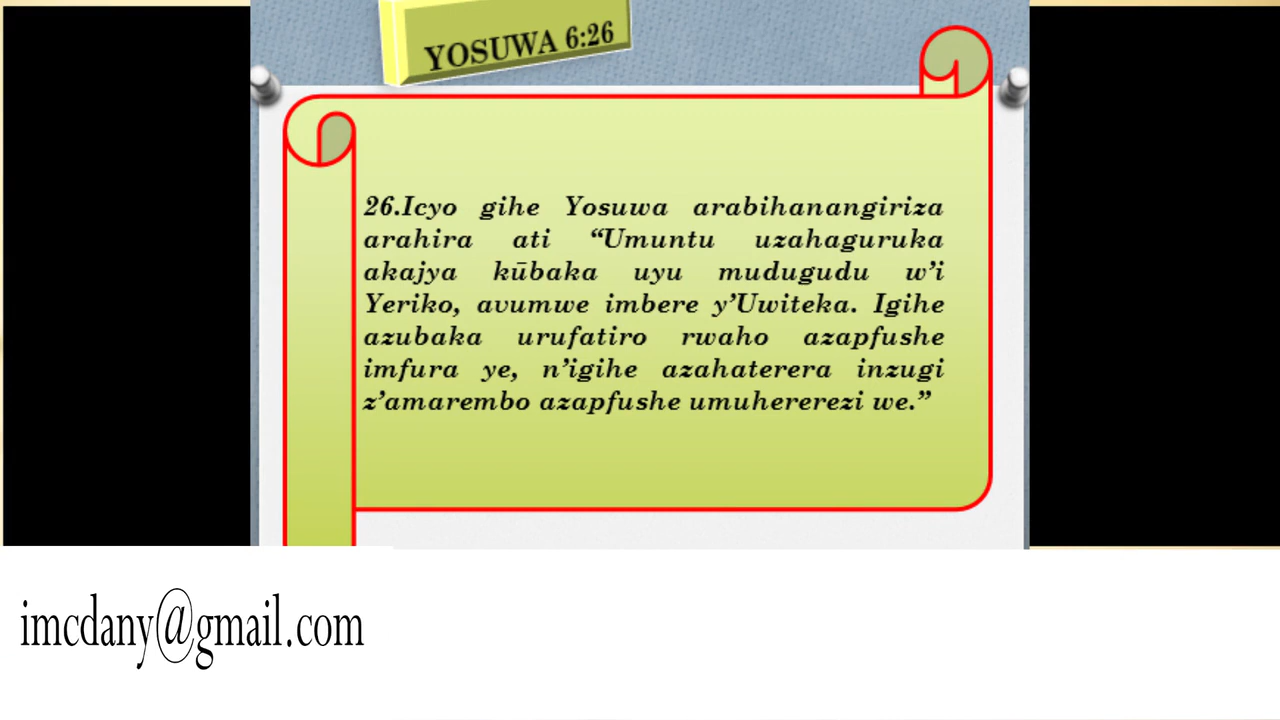 YOSUWA 6:26
26.Icyo gihe Yosuwa arabihanangiriza
arahira ati “Umuntu uzahaguruka
akajya kūbaka uyu mudugudu w’i
Yeriko, avumwe imbere y’Uwiteka. Igihe
azubaka urufatiro rwaho azapfushe
imfura ye, n’igihe azahaterera inzugi
z’amarembo azapfushe umuhererezi we.”
imcdany@gmail.com